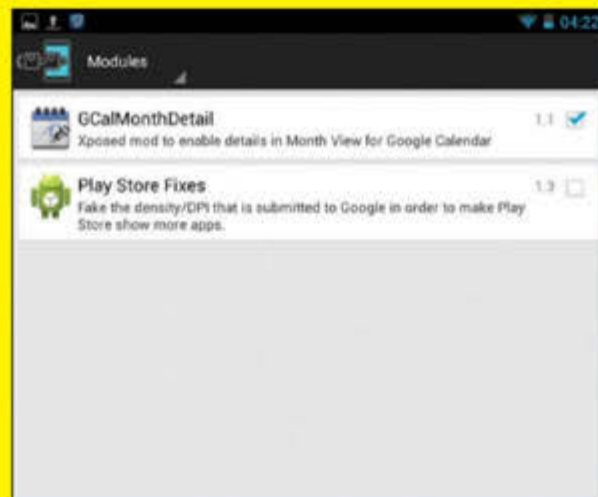 04:22
Modules
GCalMonthDetail 1.1
Xposed mod to enable details in Month View for Google Calendar
Play Store Fixes 1.3
Fake the density/DPI that is submitted to Google in order to make Play
Store show more apps.